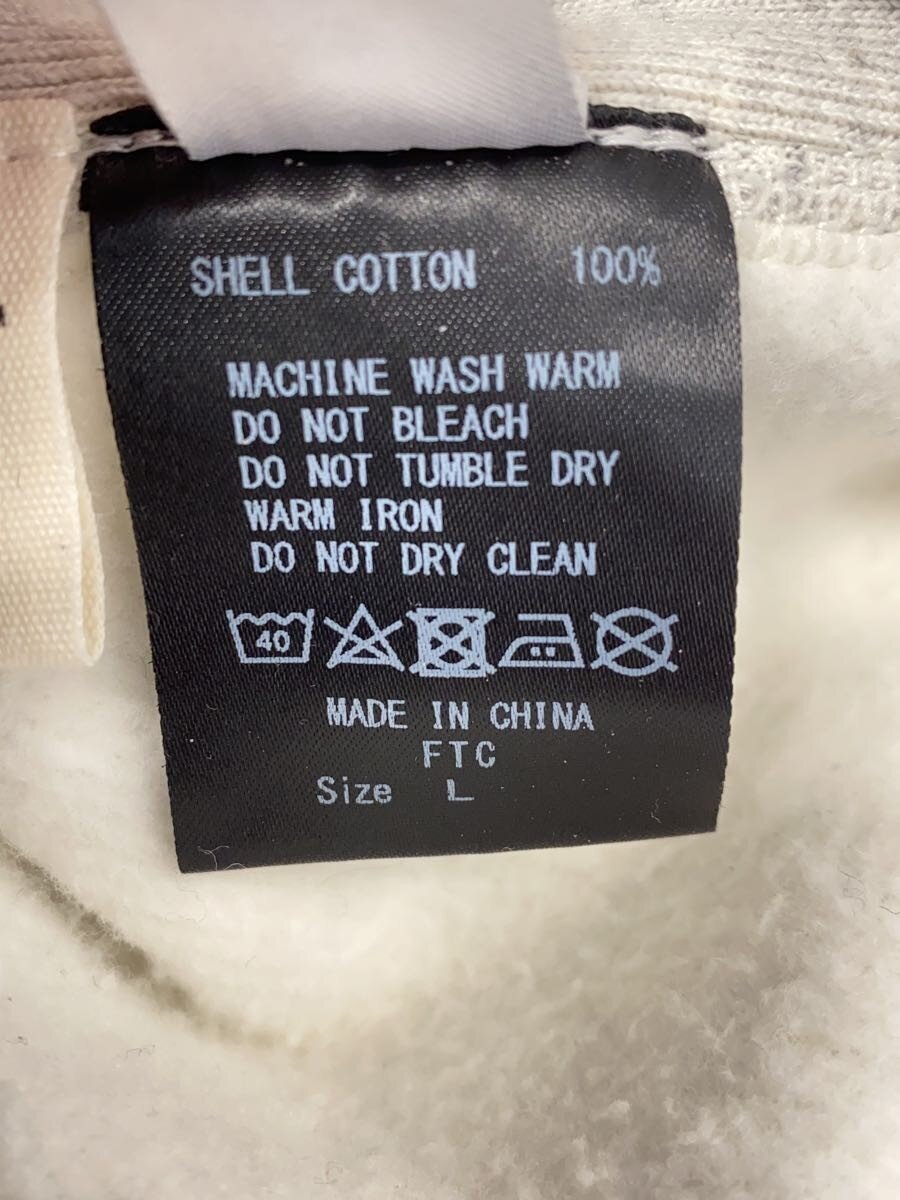 SHELL COTTON 100%
MACHINE WASH WARM
DO NOT BLEACH
DO NOT TUMBLE DRY
WARM IRON
DO NOT DRY CLEAN
40
MADE IN CHINA
FTC
Size L